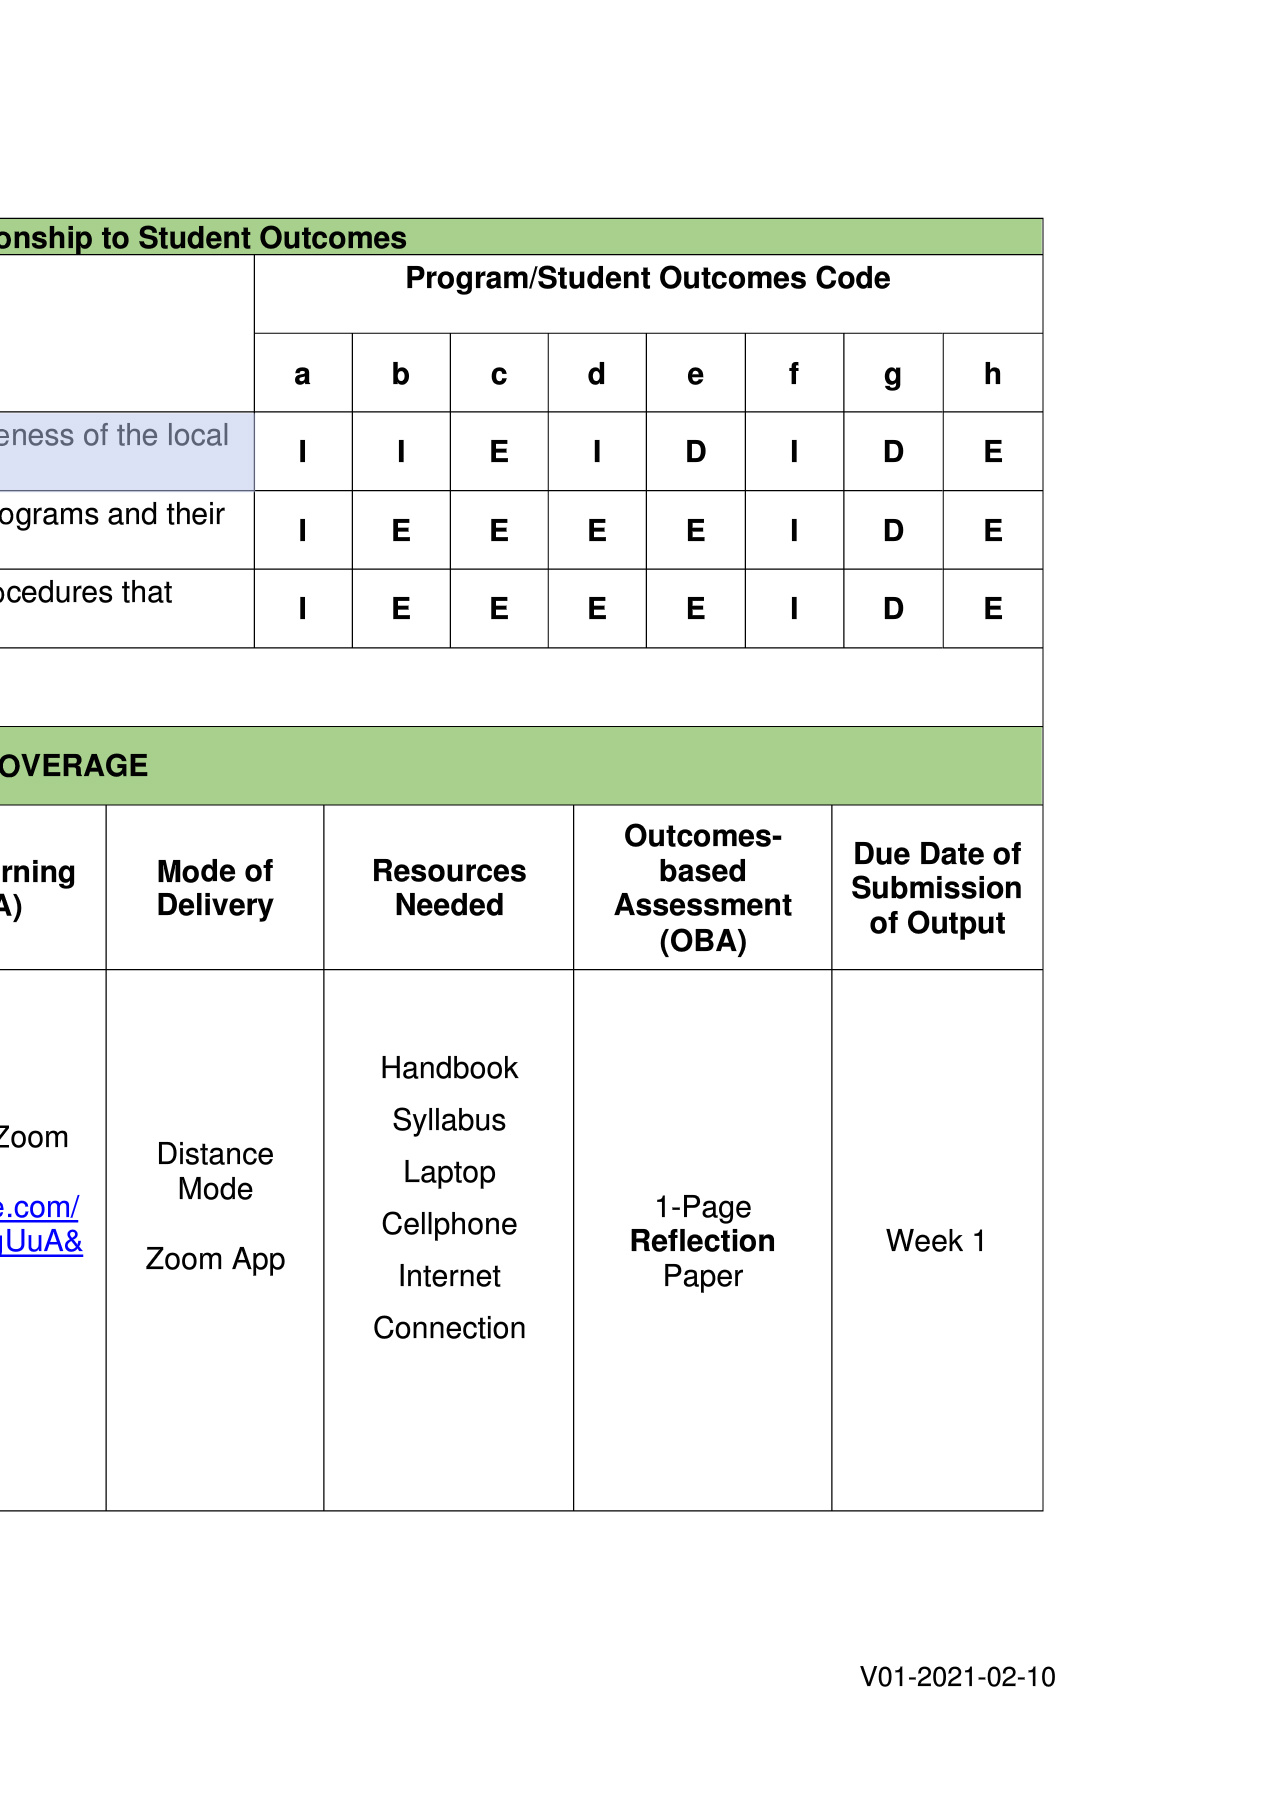 onship to Student Outcomes
Program/Student Outcomes Code
a b c d e f g h
eness of the local
I I E I D I D E
ograms and their
I E E E E I D E
ocedures that
I E E E E I D E
OVERAGE
rning
A)
Mode of
Delivery
Resources
Needed
Outcomes-
based
Assessment
(OBA)
Due Date of
Submission
of Output
Zoom
e.com/
qUuA&
Distance
Mode
Zoom App
Handbook
Syllabus
Laptop
Cellphone
Internet
Connection
1-Page
Reflection
Paper
Week 1
V01-2021-02-10